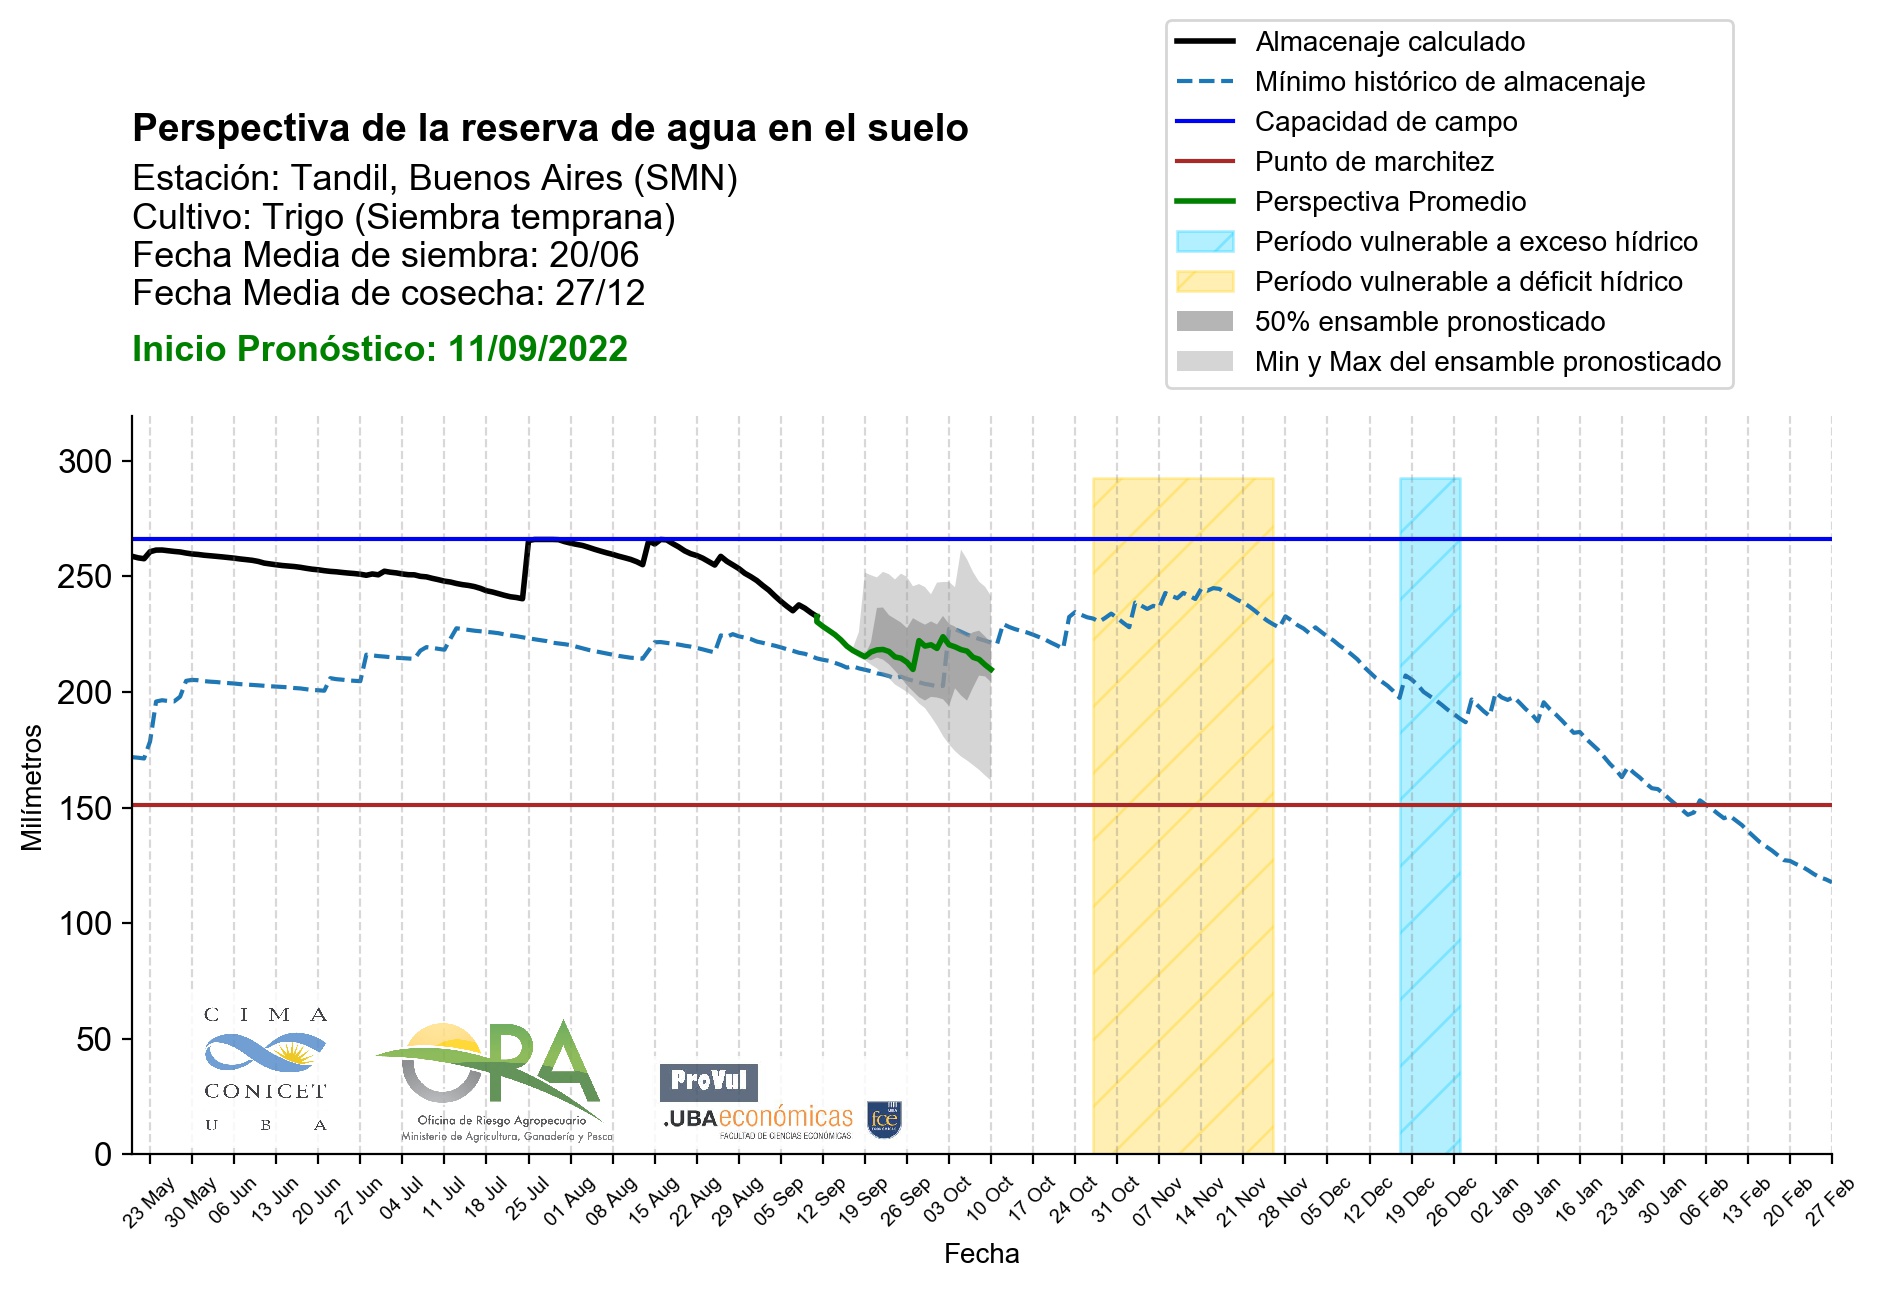 Almacenaje calculado
Mínimo histórico de almacenaje
Capacidad de campo
Punto de marchitez
Perspectiva Promedio
Período vulnerable a exceso hídrico
Período vulnerable a déficit hídrico
50% ensamble pronosticado
Min y Max del ensamble pronosticado
Perspectiva de la reserva de agua en el suelo
Estación: Tandil, Buenos Aires (SMN)
Cultivo: Trigo (Siembra temprana)
Fecha Media de siembra: 20/06
Fecha Media de cosecha: 27/12
Inicio Pronóstico: 11/09/2022
300
250
200
150
100
50
0
Milímetros
CIMA
CONICET
UBA
ORA
Oficina de Riesgo Agropecuario
Ministerio de Agricultura, Ganadería y Pesca
ProVul
.UBAeconómicas
FACULTAD DE CIENCIAS ECONÓMICAS
fce
23 May 30 May 06 Jun 13 Jun 20 Jun 27 Jun 04 Jul 11 Jul 18 Jul 25 Jul 01 Aug 08 Aug 15 Aug 22 Aug 29 Aug 05 Sep 12 Sep 19 Sep 26 Sep 03 Oct 10 Oct 17 Oct 24 Oct 31 Oct 07 Nov 14 Nov 21 Nov 28 Nov 05 Dec 12 Dec 19 Dec 26 Dec 02 Jan 09 Jan 16 Jan 23 Jan 30 Jan 06 Feb 13 Feb 20 Feb 27 Feb
Fecha